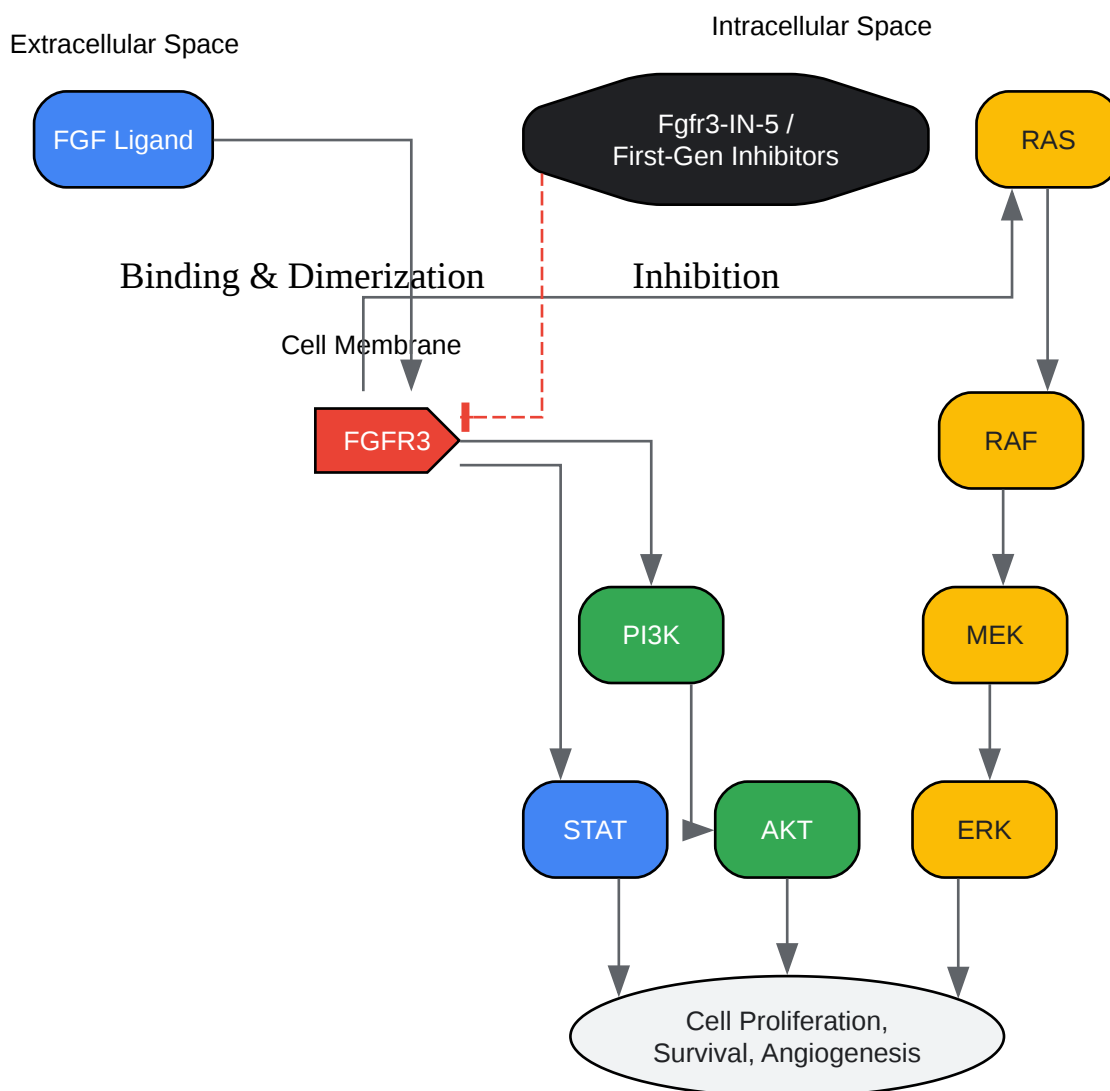 Extracellular Space
Intracellular Space
FGF Ligand
Fgfr3-IN-5 /
First-Gen Inhibitors
RAS
Binding & Dimerization
Inhibition
Cell Membrane
FGFR3
RAF
PI3K
MEK
STAT
AKT
ERK
Cell Proliferation,
Survival, Angiogenesis